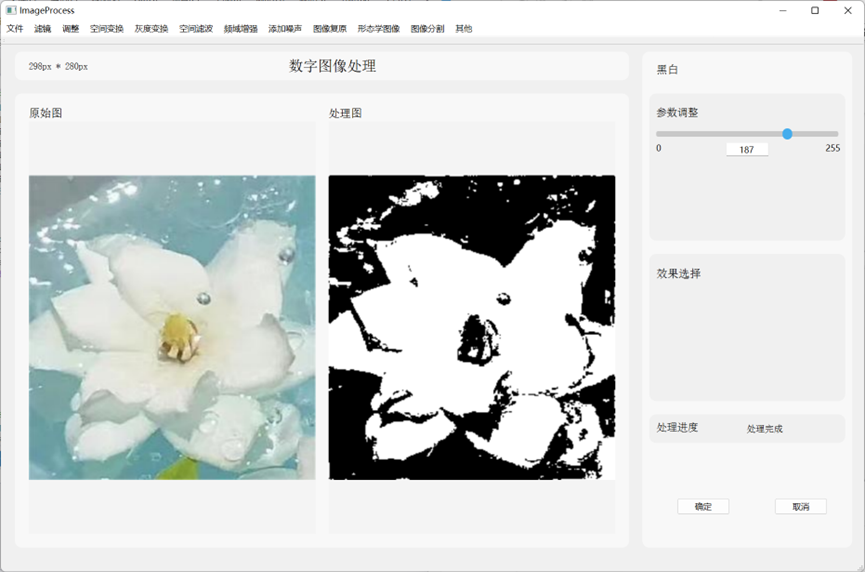 ImageProcess
文件 滤镜 调整 空间变换 灰度变换 空间滤波 频域增强 添加噪声 图像复原 形态学图像 图像分割 其他
298px * 280px
数字图像处理
原始图
处理图
黑白
参数调整
0
187
255
效果选择
处理进度 处理完成
确定 取消